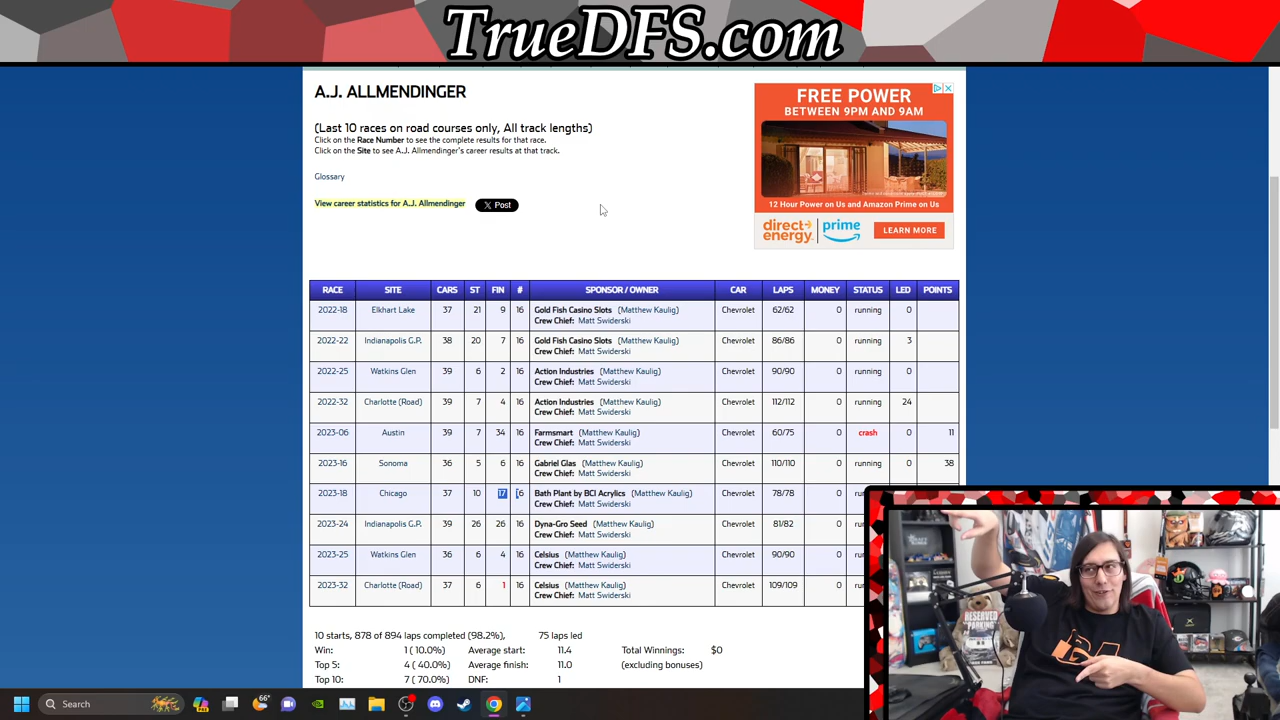 TrueDFS.com
A.J. ALLMENDINGER
(Last 10 races on road courses only, All track lengths)
Click on the Race Number to see the complete results for that race.
Click on the Site to see A.J. Allmendinger's career results at that track.
Glossary
View career statistics for A.J. Allmendinger X Post
FREE POWER
BETWEEN 9PM AND 9AM
12 Hour Power on Us and Amazon Prime on Us
direct energy. prime LEARN MORE
RACE SITE CARS ST FIN # SPONSOR / OWNER CAR LAPS MONEY STATUS LED POINTS
2022-18 Elkhart Lake 37 21 9 16 Gold Fish Casino Slots (Matthew Kaulig) Chevrolet 62/62 0 running 0
Crew Chief: Matt Swiderski
2022-22 Indianapolis G.P. 38 20 7 16 Gold Fish Casino Slots (Matthew Kaulig) Chevrolet 86/86 0 running 3
Crew Chief: Matt Swiderski
2022-25 Watkins Glen 39 6 2 16 Action Industries (Matthew Kaulig) Chevrolet 90/90 0 running 0
Crew Chief: Matt Swiderski
2022-32 Charlotte (Road) 39 7 4 16 Action Industries (Matthew Kaulig) Chevrolet 112/112 0 running 24
Crew Chief: Matt Swiderski
2023-06 Austin 39 7 34 16 Farmsmart (Matthew Kaulig) Chevrolet 60/75 0 crash 0 11
Crew Chief: Matt Swiderski
2023-16 Sonoma 36 5 6 16 Gabriel Glas (Matthew Kaulig) Chevrolet 110/110 0 running 0 38
Crew Chief: Matt Swiderski
2023-18 Chicago 37 10 17 16 Bath Plant by BCI Acrylics (Matthew Kaulig) Chevrolet 78/78 0 ru
Crew Chief: Matt Swiderski
2023-24 Indianapolis G.P. 39 26 26 16 Dyna-Gro Seed (Matthew Kaulig) Chevrolet 81/82 0 ru
Crew Chief: Matt Swiderski
2023-25 Watkins Glen 36 6 4 16 Celsius (Matthew Kaulig) Chevrolet 90/90 0 ru
Crew Chief: Matt Swiderski
2023-32 Charlotte (Road) 37 6 1 16 Celsius (Matthew Kaulig) Chevrolet 109/109 0 ru
Crew Chief: Matt Swiderski
10 starts, 878 of 894 laps completed (98.2%), 75 laps led
Win: 1 (10.0%) Average start: 11.4 Total Winnings: $0
Top 5: 4 (40.0%) Average finish: 11.0 (excluding bonuses)
Top 10: 7 (70.0%) DNF: 1
RESERVED
PARKING
Search
66°